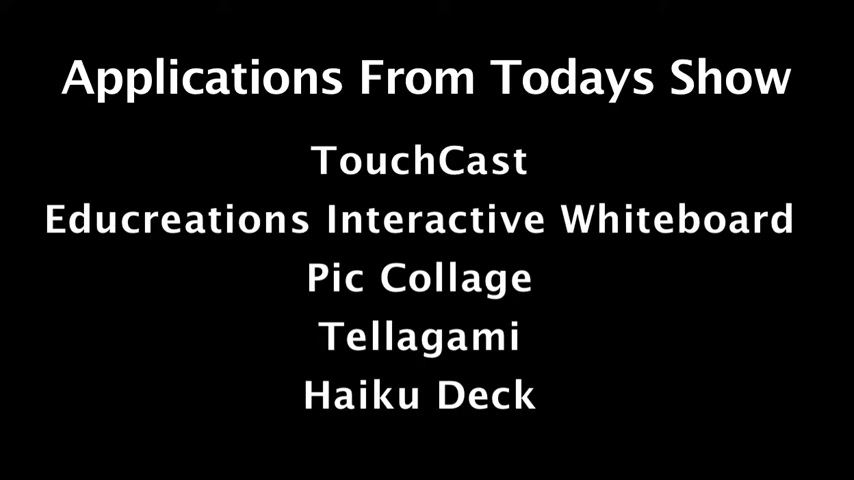 Applications From Todays Show
TouchCast
Educreations Interactive Whiteboard
Pic Collage
Tellagami
Haiku Deck